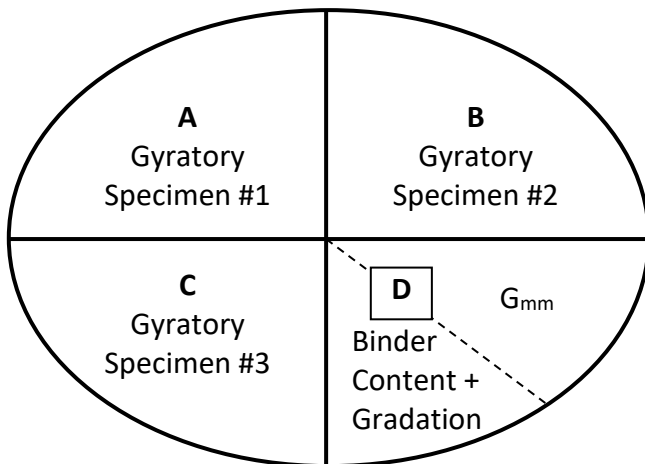 A
Gyratory
Specimen #1
B
Gyratory
Specimen #2
C
Gyratory
Specimen #3
D
Gmm
Binder
Content +
Gradation